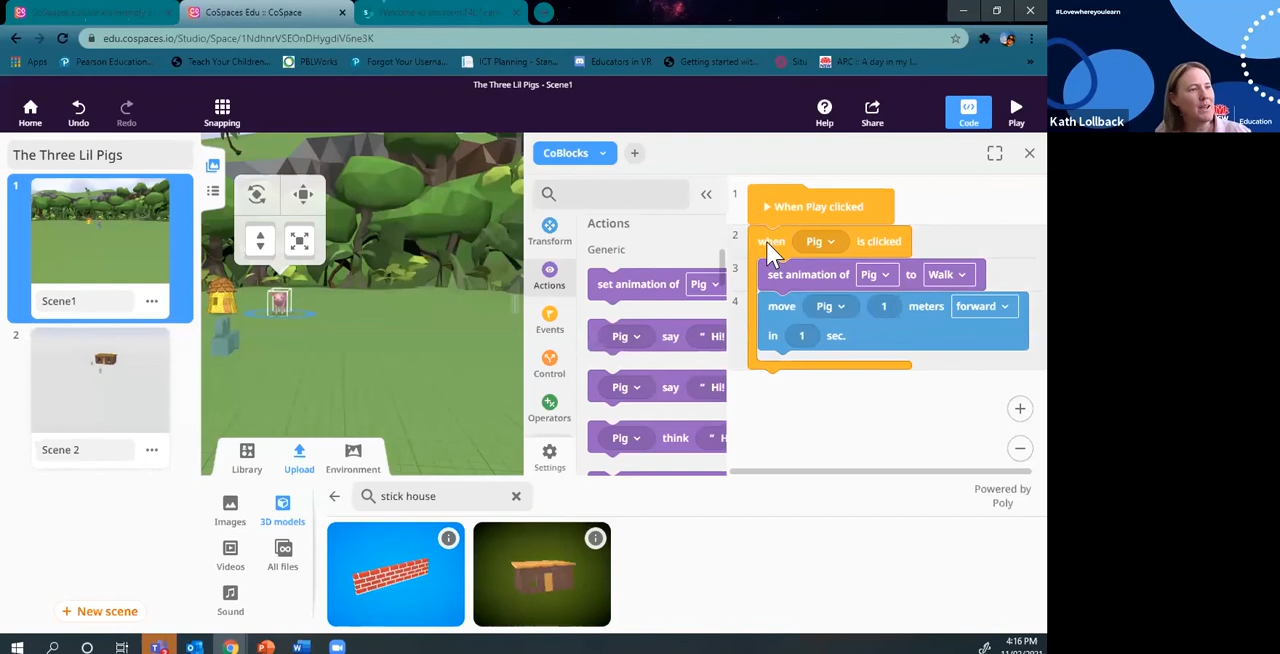 CoSpaces Edu :: CoSpace
#Lovewhereyoulearn
edu.cospaces.io/Studio/Space/1NdhnrVSEOnDHygdiV6ne3K
Apps
Pearson Education...
Teach Your Children...
PBLWorks
Forgot Your Userna...
ICT Planning - Stan...
Educators in VR
Getting started wit...
Situ
ARC :: A day in my l...
The Three Lil Pigs - Scene1
Home
Undo
Redo
Snapping
Help
Share
Code
Play
Kath Lollback
Education
The Three Lil Pigs
1
Scene1
2
Scene 2
+ New scene
CoBlocks
Transform
Actions
Events
Control
Operators
Settings
Actions
Generic
set animation of Pig
Pig say “ Hi!
Pig say “ Hi!
Pig think “ H
1
When Play clicked
2
when Pig is clicked
3
set animation of Pig to Walk
4
move Pig 1 meters forward
in 1 sec.
Library
Upload
Environment
stick house
Powered by
Poly
Images
3D models
Videos
All files
Sound
4:16 PM